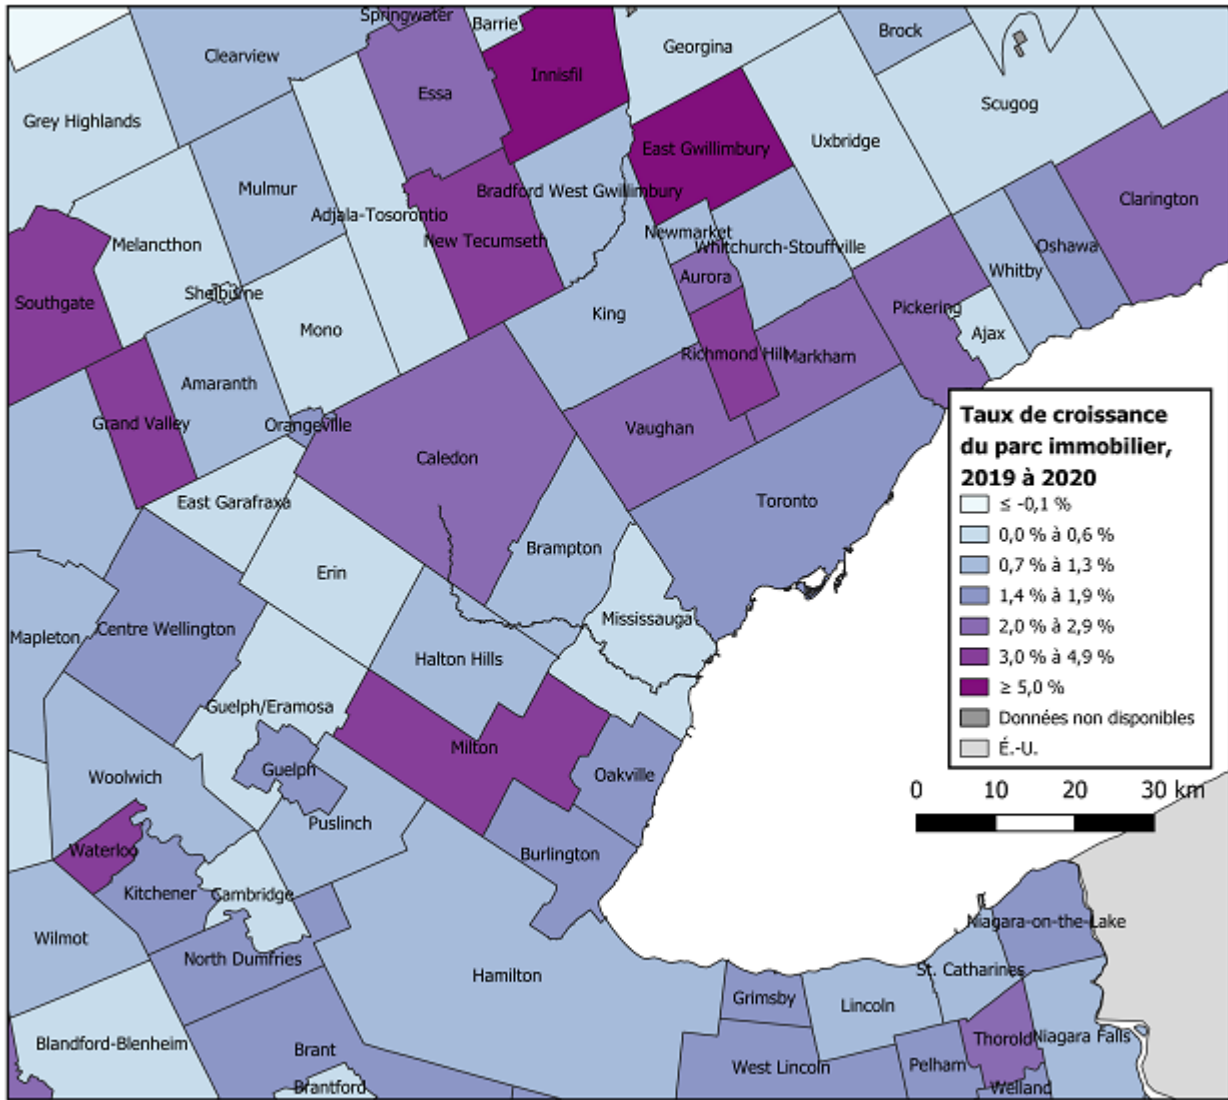 Springwater
Barrie
Clearview
Innisfil
Georgina
Brock
Essa
Grey Highlands
Scugog
Uxbridge
East Gwillimbury
Mulmur
Bradford West Gwillimbury
Clarington
Adjala-Tosorontio
New Tecumseth
Newmarket
Whitchurch-Stouffville
Melancthon
Oshawa
Whitby
Aurora
Shelburne
Southgate
Pickering
King
Mono
Ajax
Richmond Hill
Markham
Amaranth
Grand Valley
Orangeville
Vaughan
Caledon
Toronto
East Garafraxa
Brampton
Erin
Mississauga
Mapleton
Centre Wellington
Halton Hills
Guelph/Eramosa
Milton
Guelph
Oakville
Woolwich
Puslinch
Waterloo
Burlington
Kitchener
Cambridge
Wilmot
North Dumfries
Hamilton
Niagara-on-the-Lake
St. Catharines
Grimsby
Lincoln
Blandford-Blenheim
Brant
Thorold
Niagara Falls
West Lincoln
Pelham
Brantford
Welland
Taux de croissance
du parc immobilier,
2019 à 2020
≤ -0,1 %
0,0 % à 0,6 %
0,7 % à 1,3 %
1,4 % à 1,9 %
2,0 % à 2,9 %
3,0 % à 4,9 %
≥ 5,0 %
Données non disponibles
É.-U.
0 10 20 30 km